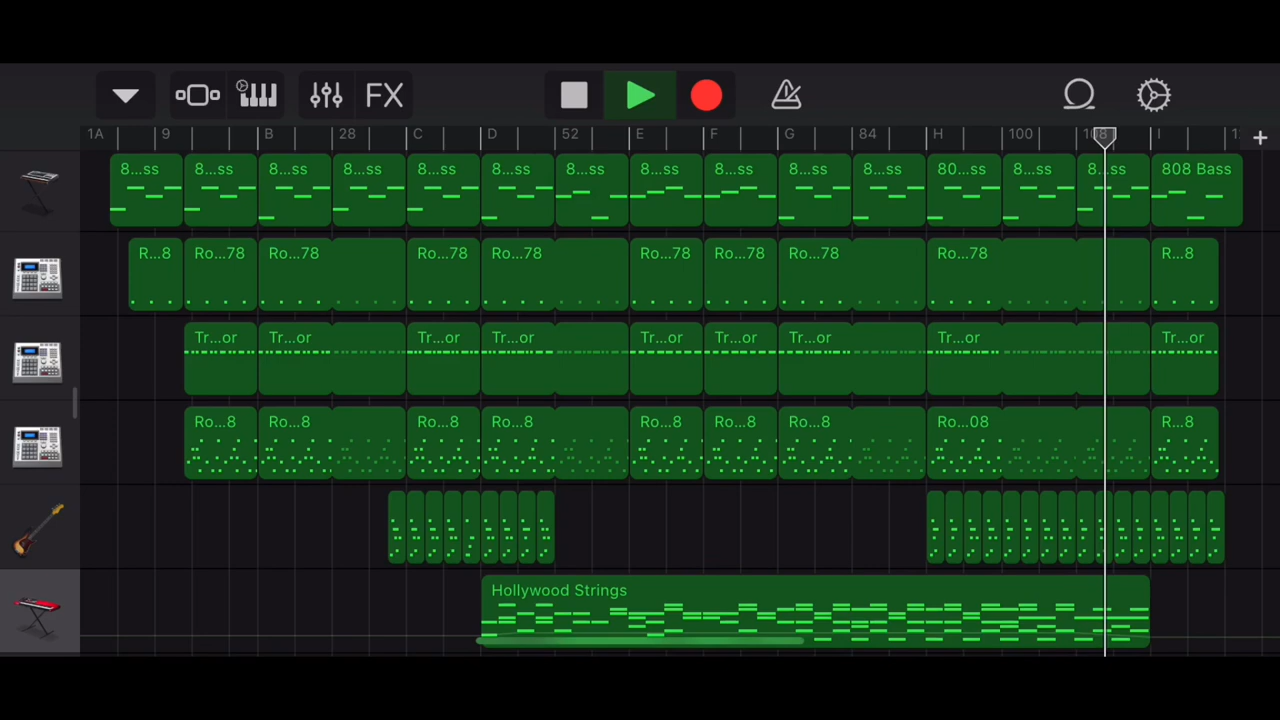 FX
1A 9 B 28 C D 52 E F G 84 H 100 108 I
8...ss 8...ss 8...ss 8...ss 8...ss 8...ss 8...ss 8...ss 8...ss 8...ss 8...ss 80...ss 8...ss 8...ss 808 Bass
R...8 Ro...78 Ro...78 Ro...78 Ro...78 Ro...78 Ro...78 Ro...78 Ro...78 R...8
Tr...or Tr...or Tr...or Tr...or Tr...or Tr...or Tr...or Tr...or Tr...or
Ro...8 Ro...8 Ro...8 Ro...8 Ro...8 Ro...8 Ro...8 Ro...08 R...8
Hollywood Strings